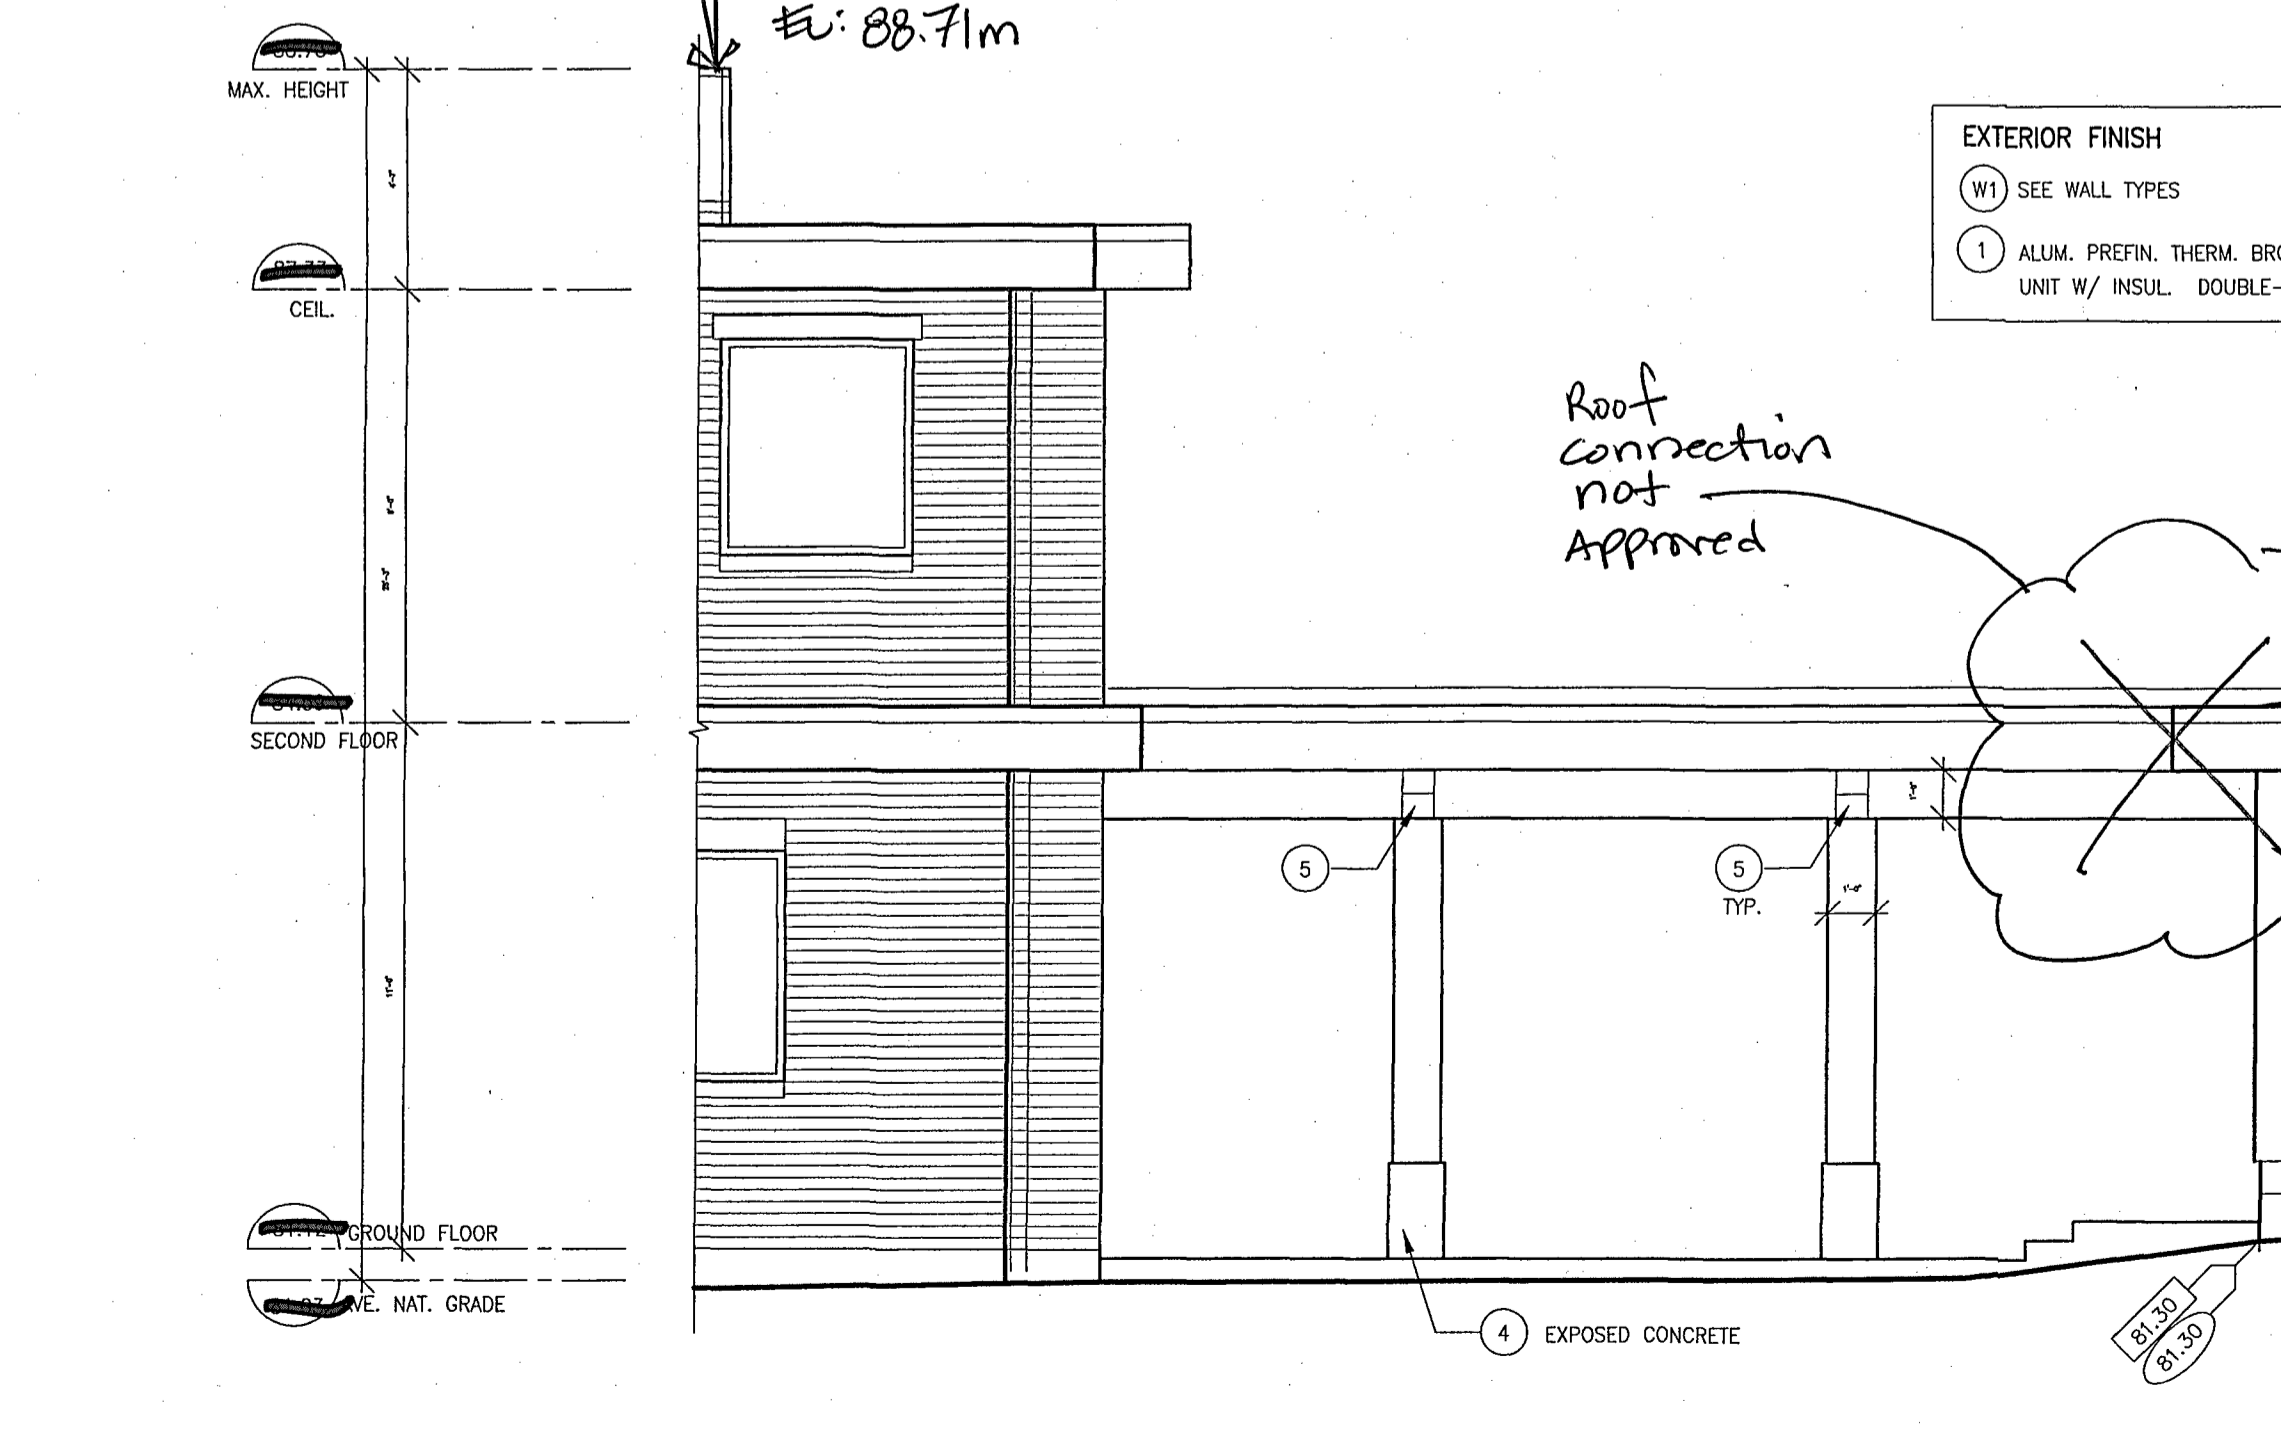 EL: 88.71m
MAX. HEIGHT
CEIL.
SECOND FLOOR
GROUND FLOOR
NAT. GRADE
EXTERIOR FINISH
W1 SEE WALL TYPES
1 ALUM. PREFIN. THERM.
UNIT W/ INSUL. DOUBLE-
Roof
connection
not
Approved
5
5
TYP.
4 EXPOSED CONCRETE
81.30
81.30